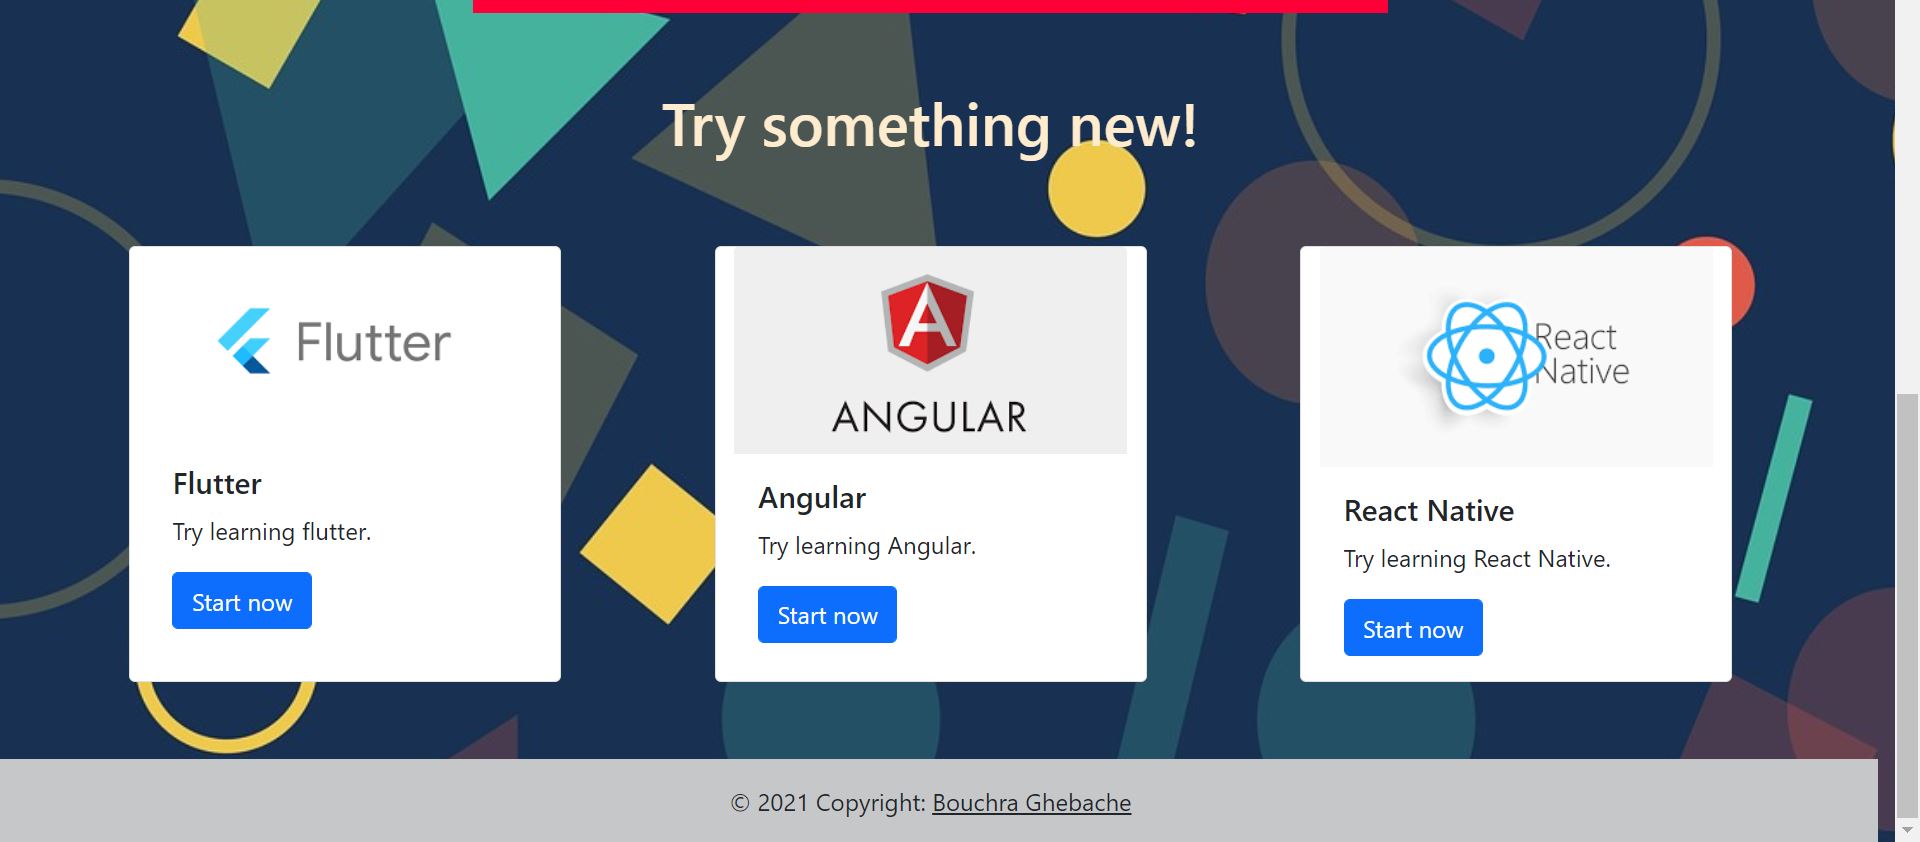 Try something new!
Flutter
Flutter
Try learning flutter.
Start now
ANGULAR
Angular
Try learning Angular.
Start now
React
Native
React Native
Try learning React Native.
Start now
© 2021 Copyright: Bouchra Ghebache